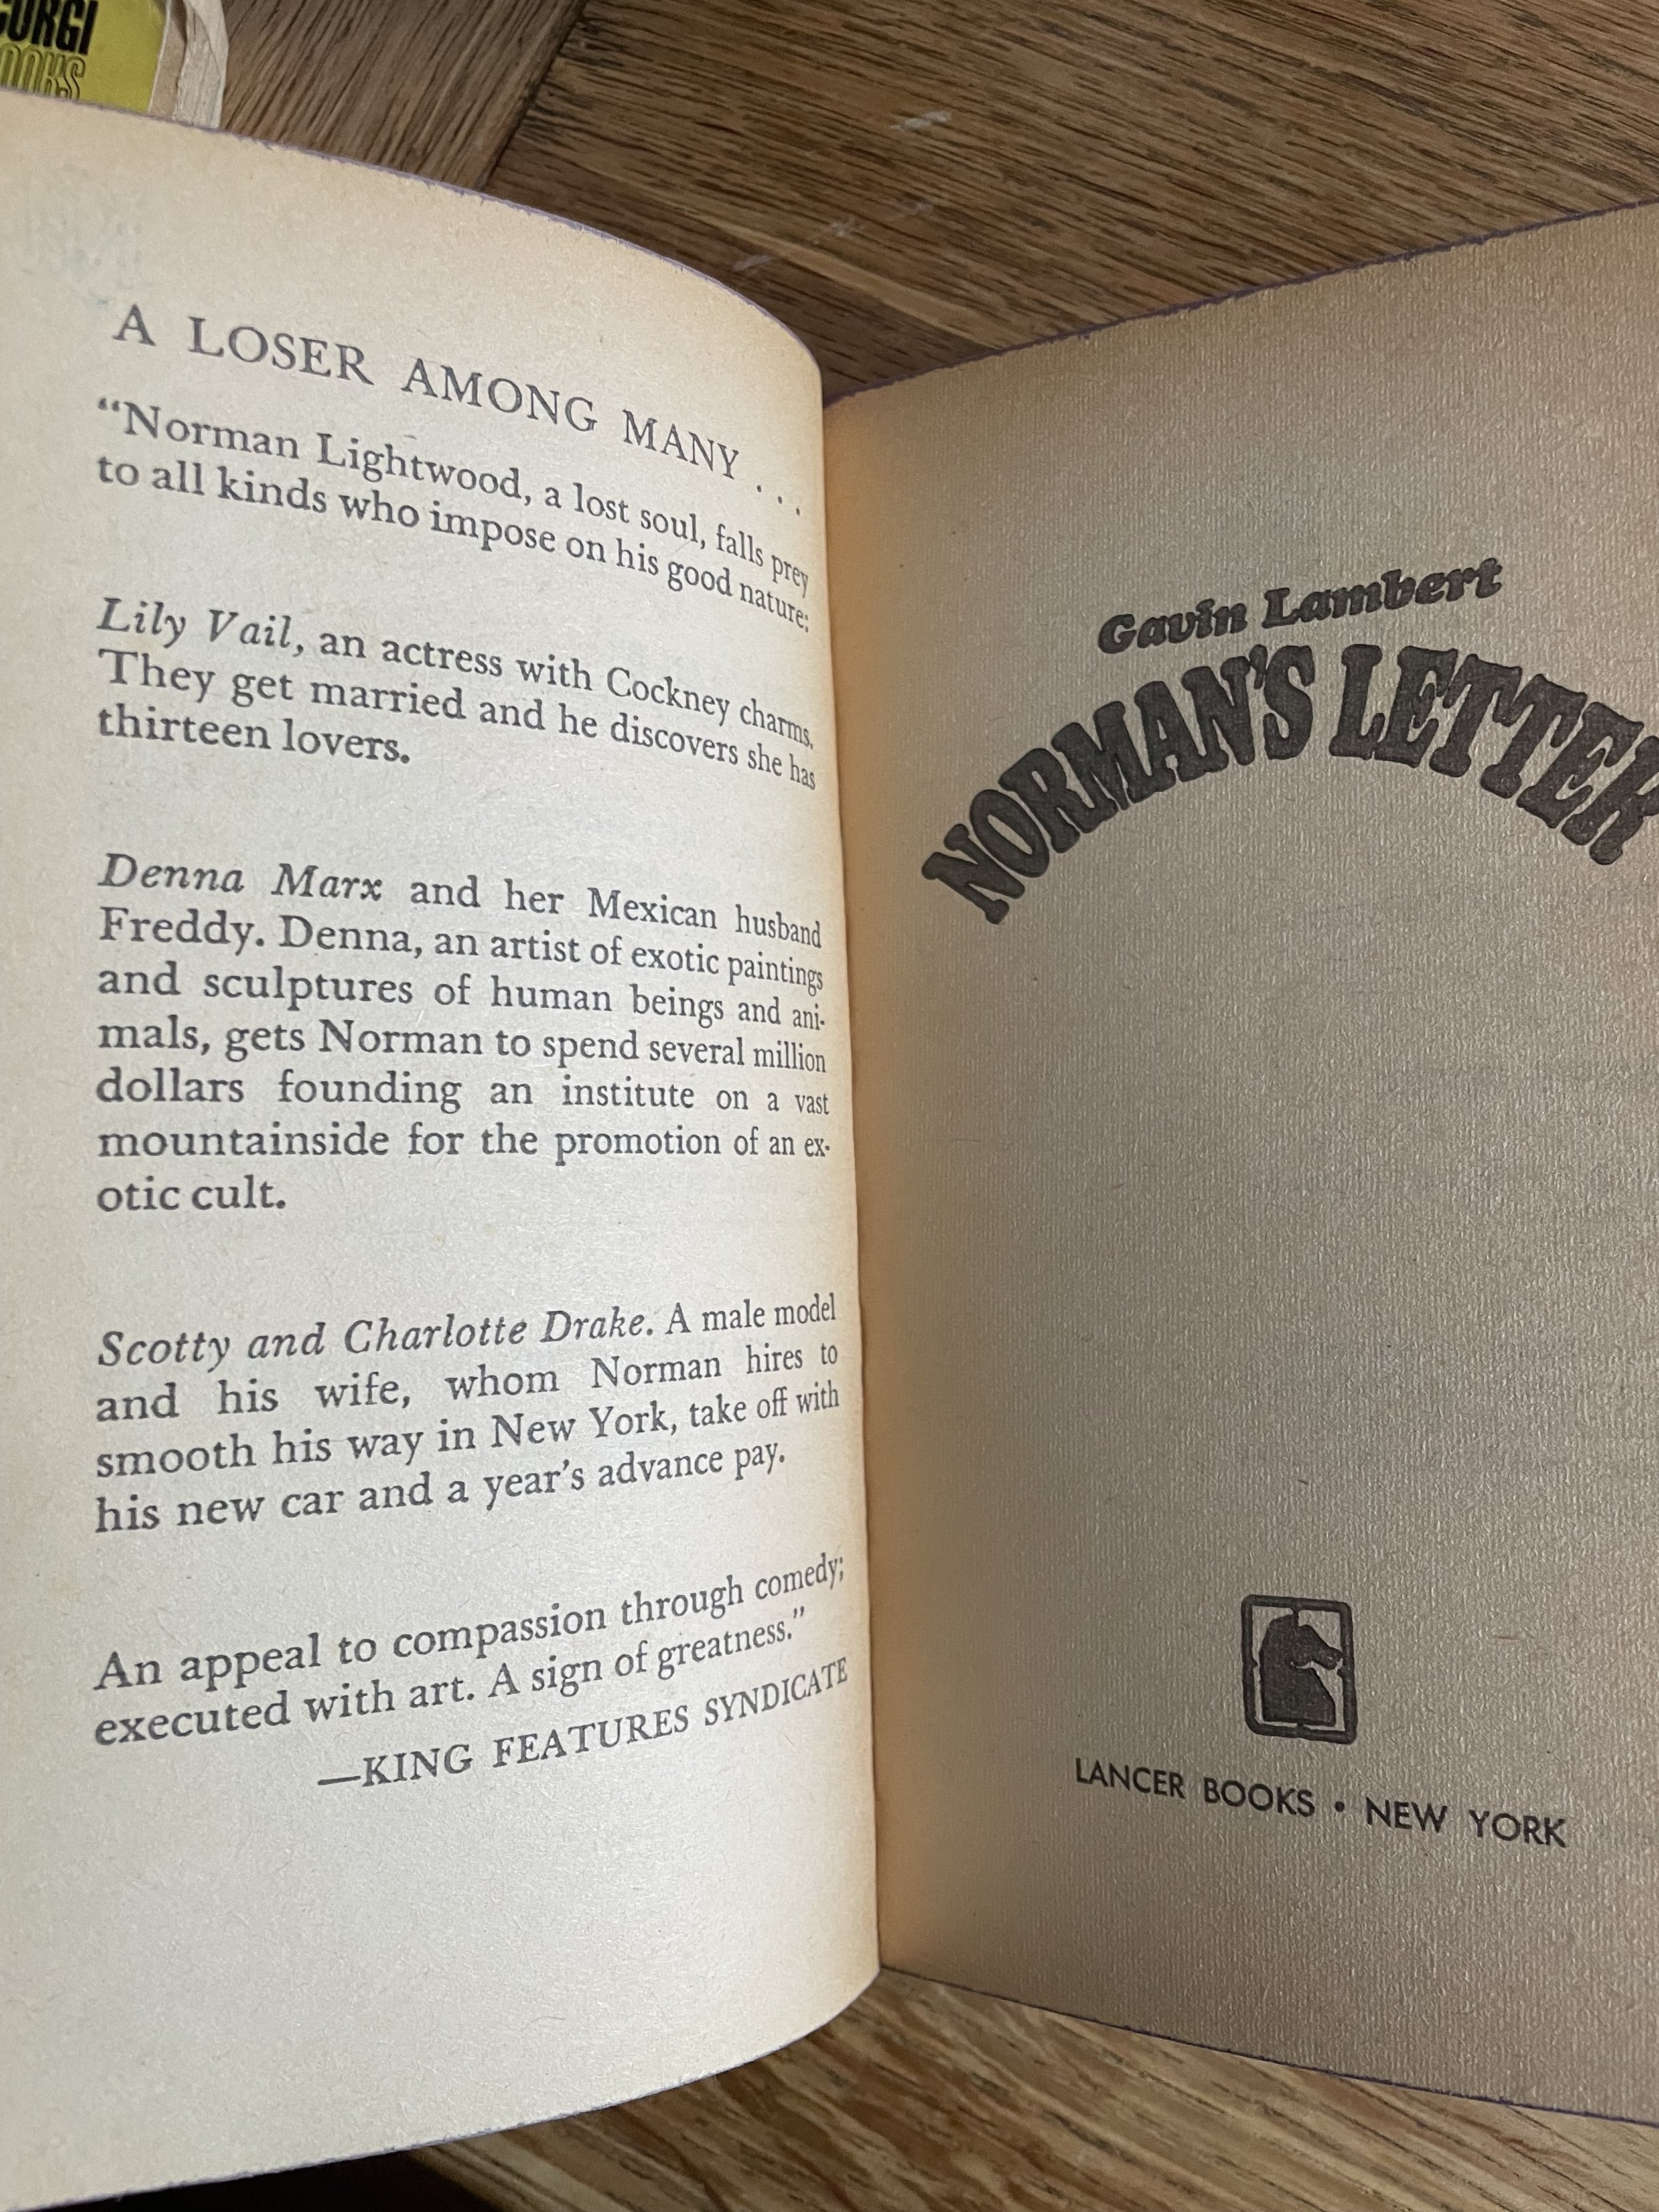 CORGI
BOOKS
A LOSER AMONG MANY . . .
“Norman Lightwood, a lost soul, falls prey
to all kinds who impose on his good nature:
Lily Vail, an actress with Cockney charms.
They get married and he discovers she has
thirteen lovers.
Denna Marx and her Mexican husband
Freddy. Denna, an artist of exotic paintings
and sculptures of human beings and ani-
mals, gets Norman to spend several million
dollars founding an institute on a vast
mountainside for the promotion of an ex-
otic cult.
Scotty and Charlotte Drake. A male model
and his wife, whom Norman hires to
smooth his way in New York, take off with
his new car and a year’s advance pay.
An appeal to compassion through comedy;
executed with art. A sign of greatness.”
—KING FEATURES SYNDICATE
Gavin Lambert
NORMAN’S LETTER
LANCER BOOKS • NEW YORK